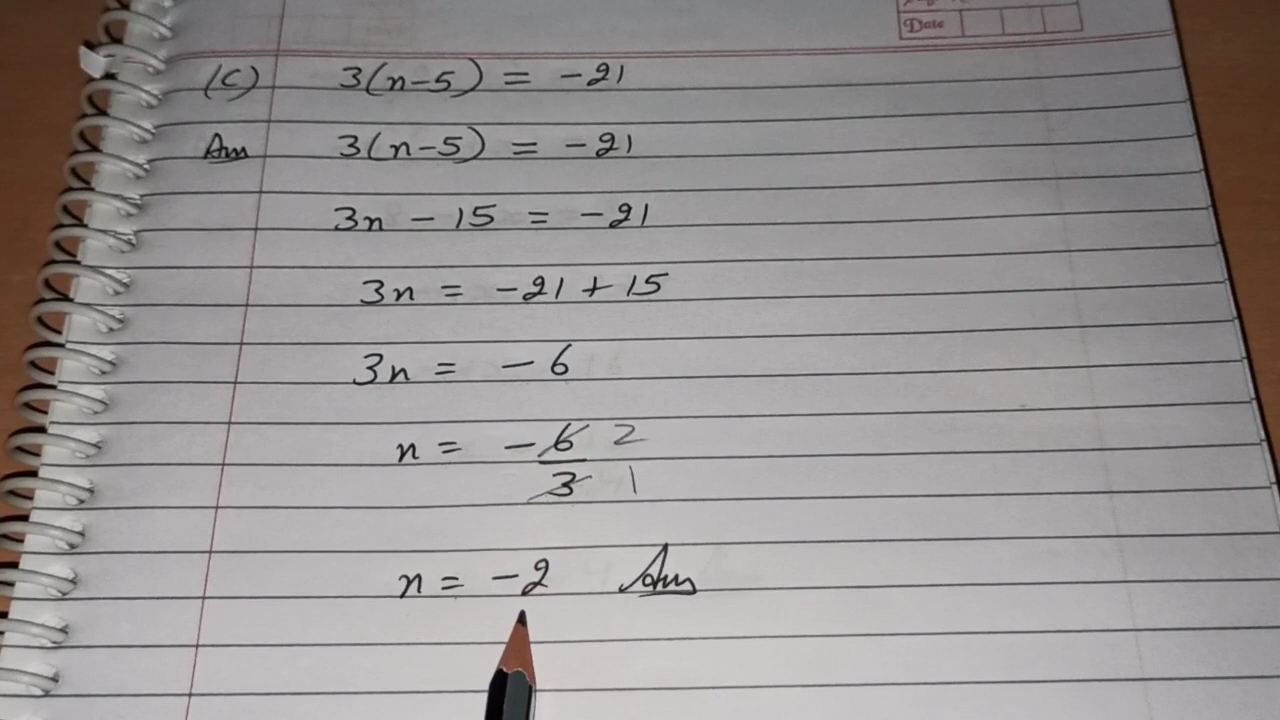 Date
(C) 3(n-5) = -21
Ans 3(n-5) = -21
3n - 15 = -21
3n = -21 + 15
3n = -6
n = -6 2
3 1
n = -2 Ans